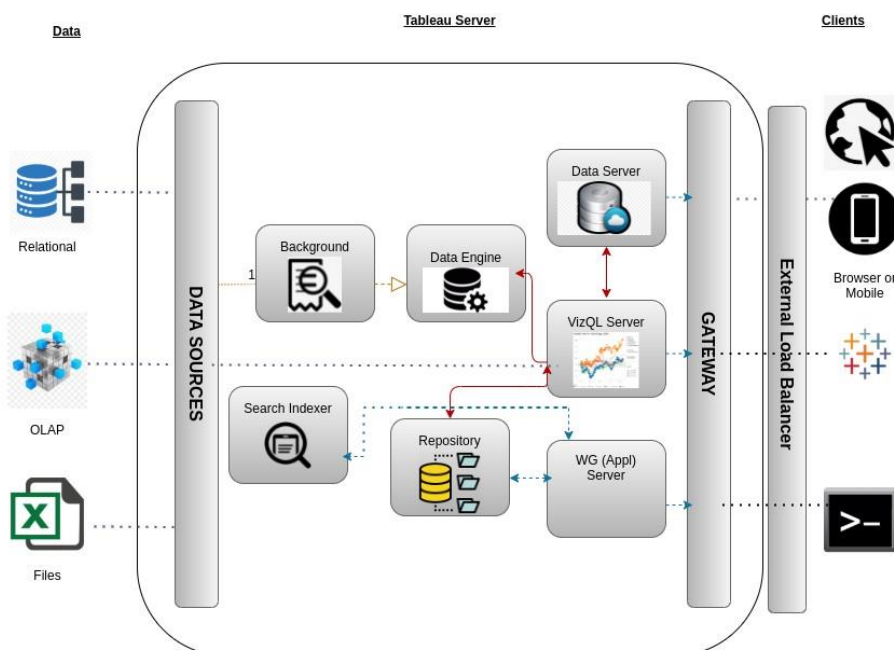 Data
Tableau Server
Clients
Relational
OLAP
Files
DATA SOURCES
1
Background
Data Engine
Data Server
VizQL Server
Search Indexer
Repository
WG (Appl)
Server
GATEWAY
External Load Balancer
Browser or
Mobile
X
>–